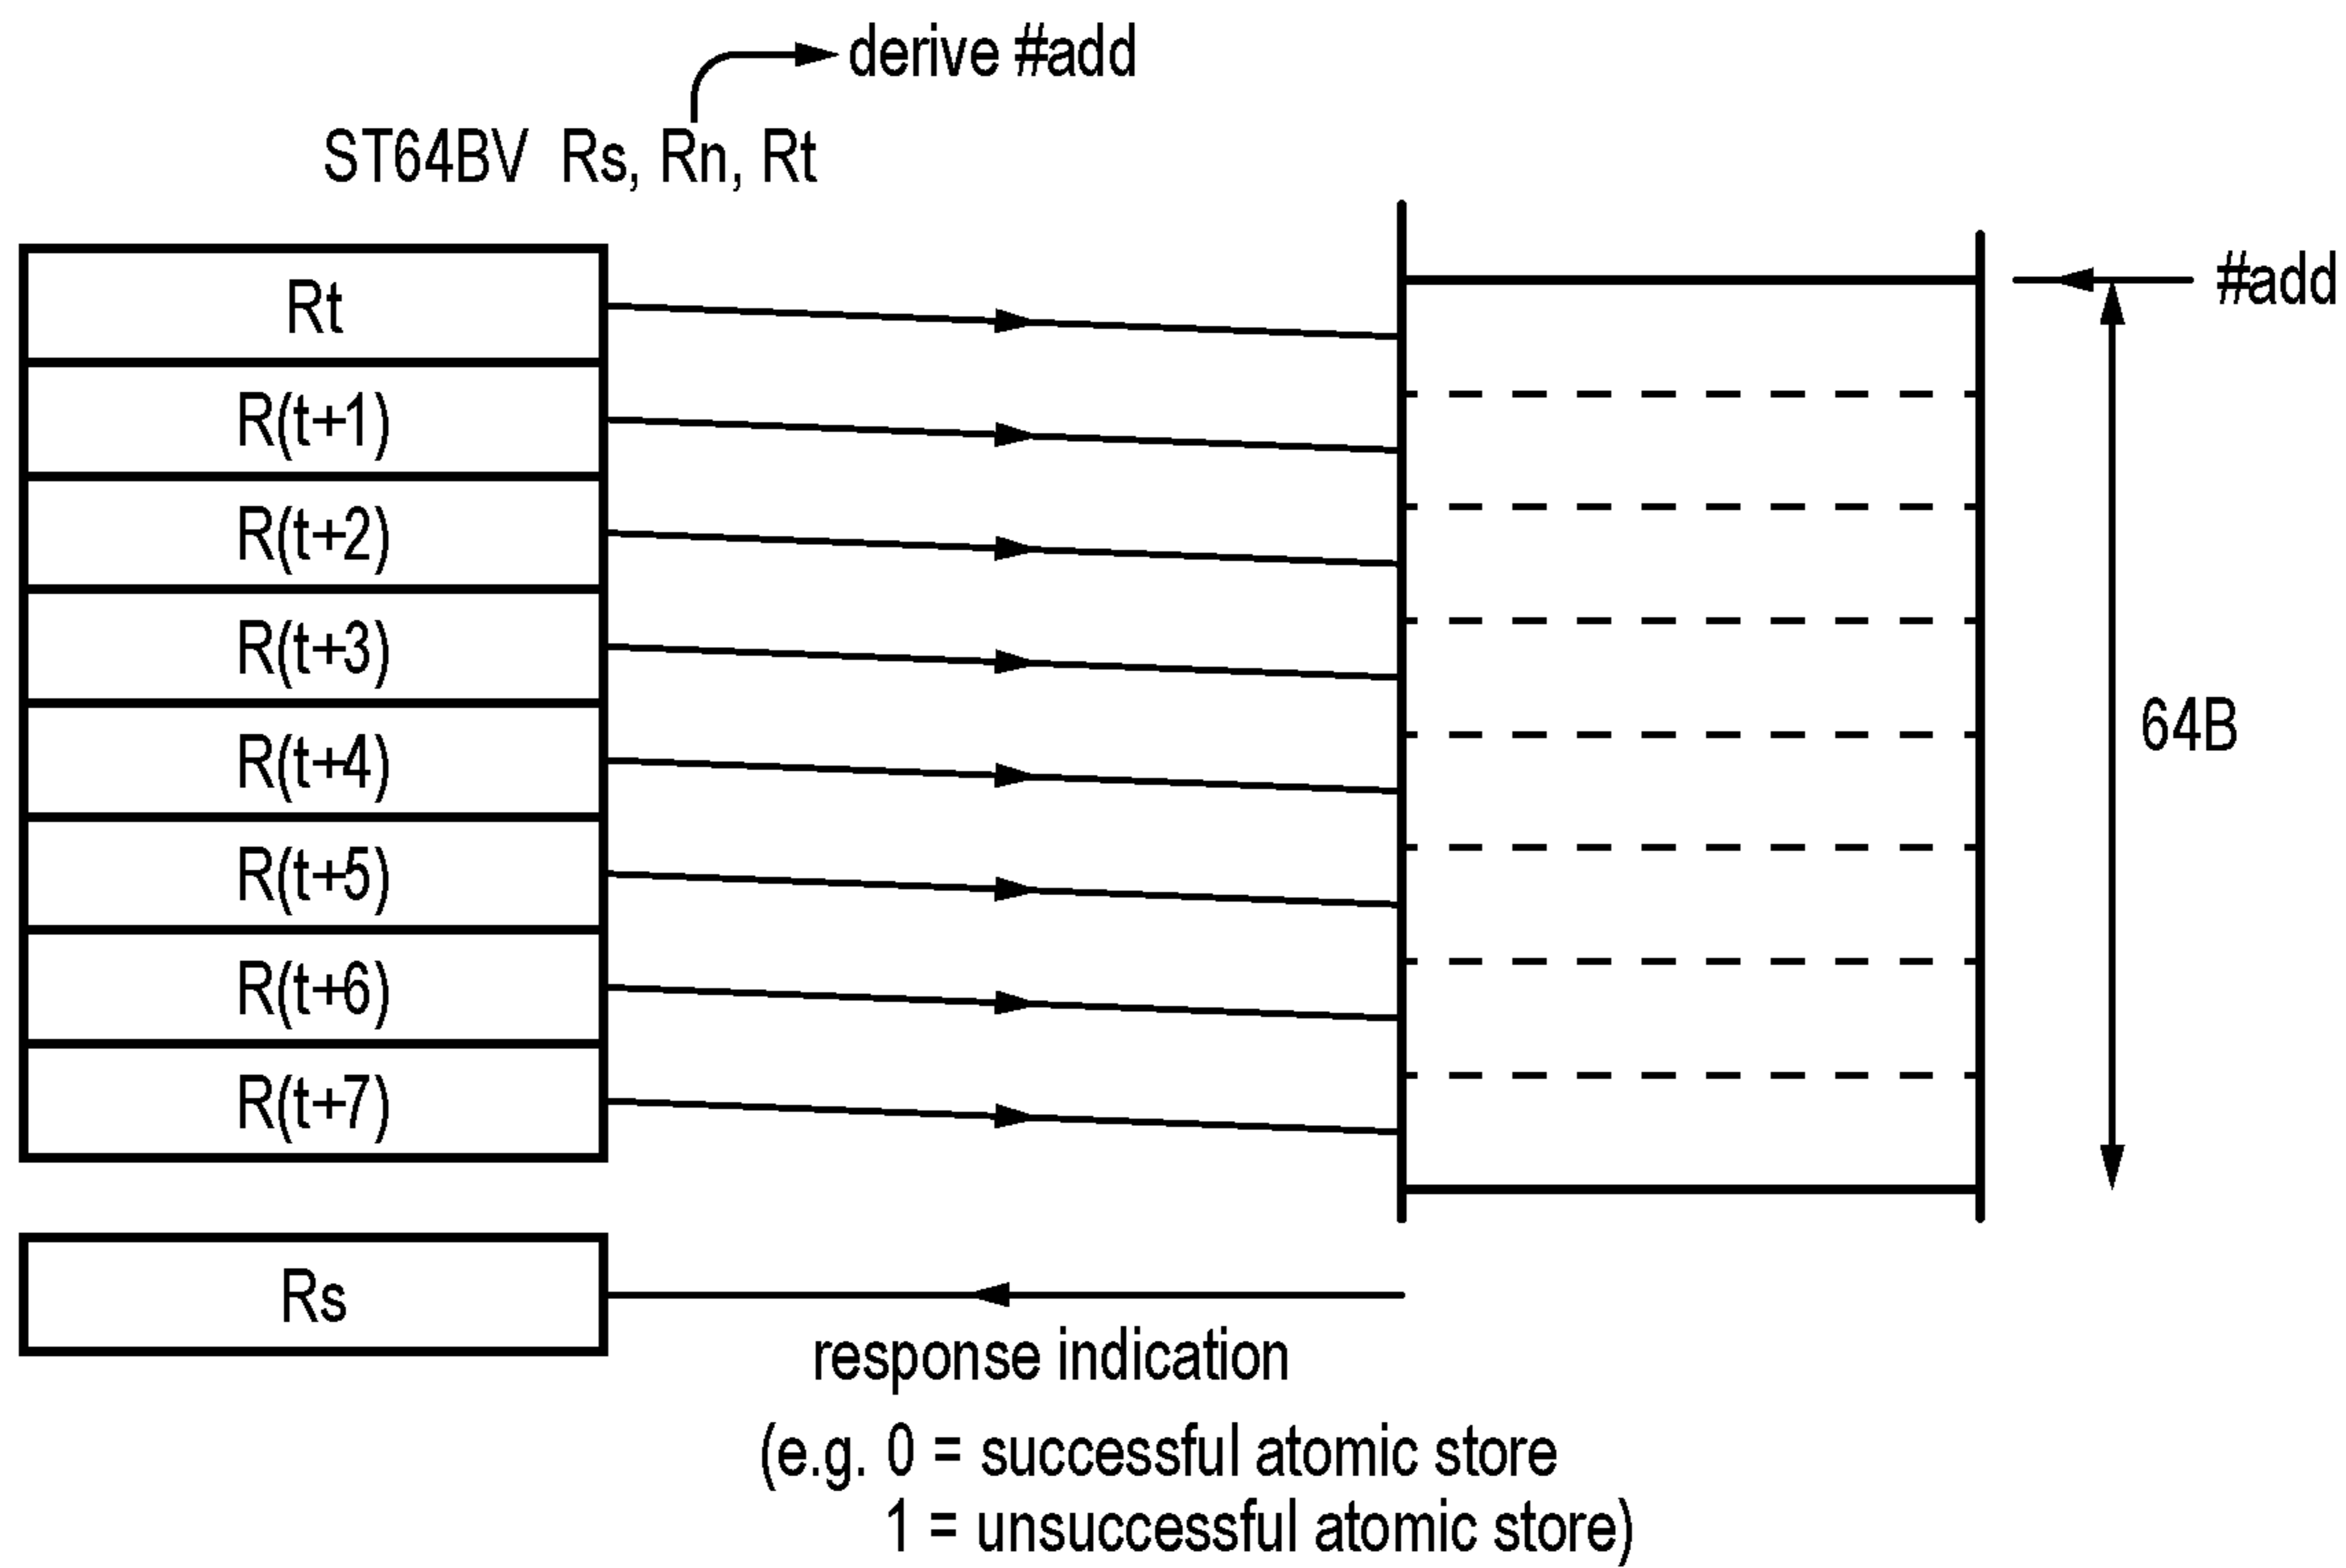 derive #add
ST64BV Rs, Rn, Rt
#add
Rt
R(t+1)
R(t+2)
R(t+3)
R(t+4)
64B
R(t+5)
R(t+6)
R(t+7)
Rs
response indication
(e.g. 0 = successful atomic store
1 = unsuccessful atomic store)